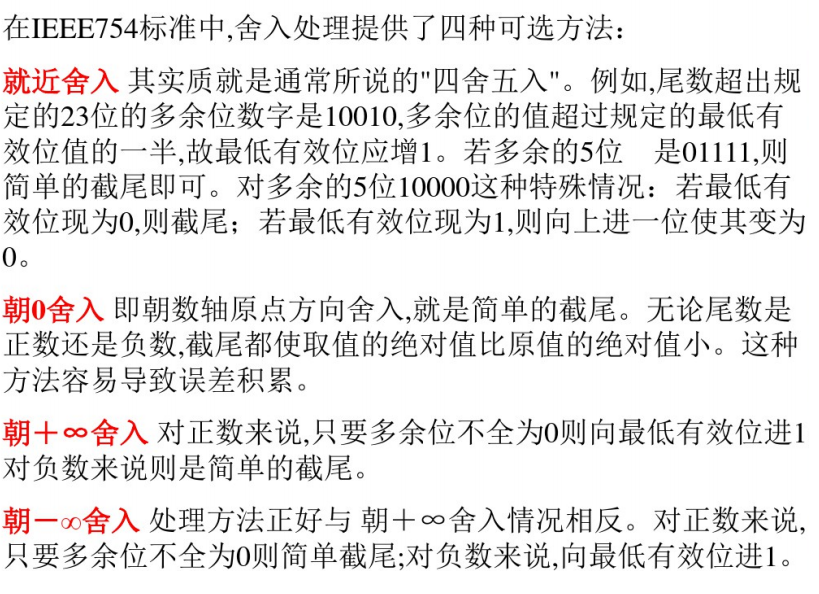 在IEEE754标准中,舍入处理提供了四种可选方法：
就近舍入 其实质就是通常所说的"四舍五入"。例如,尾数超出规
定的23位的多余位数字是10010,多余位的值超过规定的最低有
效位值的一半,故最低有效位应增1。若多余的5位　是01111,则
简单的截尾即可。对多余的5位10000这种特殊情况：若最低有
效位现为0,则截尾；若最低有效位现为1,则向上进一位使其变为
0。
朝0舍入 即朝数轴原点方向舍入,就是简单的截尾。无论尾数是
正数还是负数,截尾都使取值的绝对值比原值的绝对值小。这种
方法容易导致误差积累。
朝＋∞舍入 对正数来说,只要多余位不全为0则向最低有效位进1
对负数来说则是简单的截尾。
朝－∞舍入 处理方法正好与 朝＋∞舍入情况相反。对正数来说,
只要多余位不全为0则简单截尾;对负数来说,向最低有效位进1。